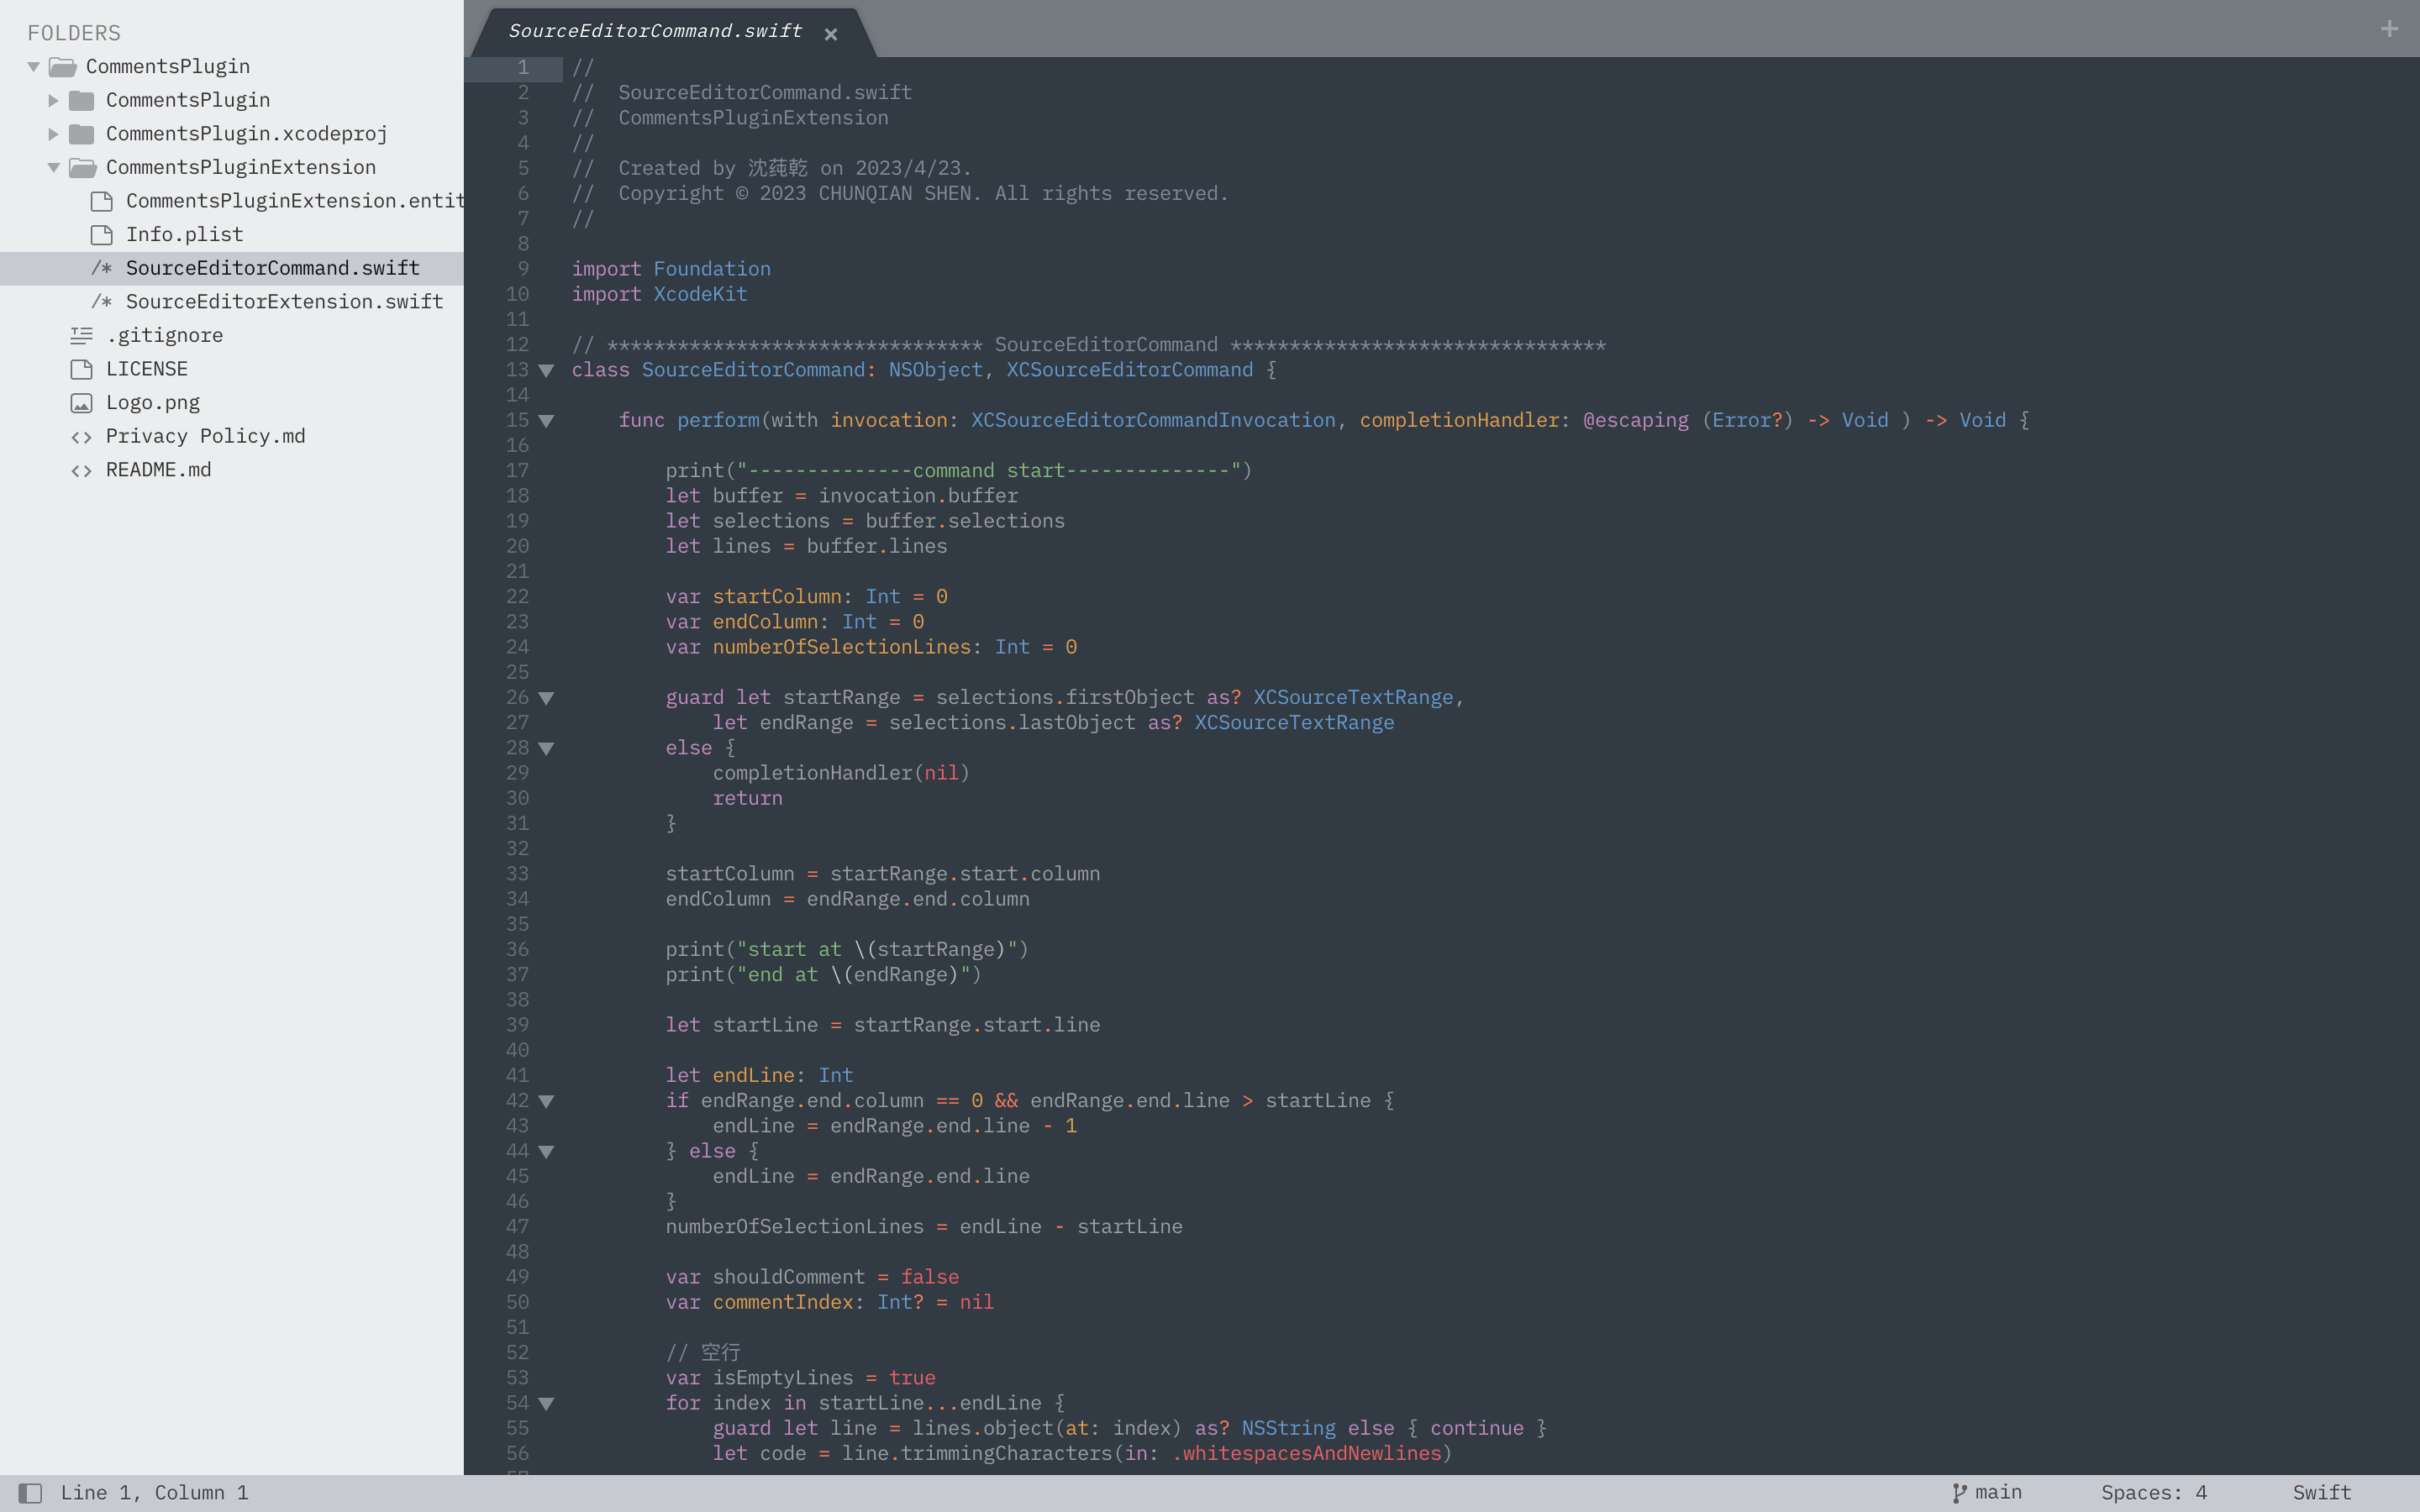 FOLDERS
CommentsPlugin
CommentsPlugin
CommentsPlugin.xcodeproj
CommentsPluginExtension
CommentsPluginExtension.entit
Info.plist
/* SourceEditorCommand.swift
/* SourceEditorExtension.swift
.gitignore
LICENSE
Logo.png
<> Privacy Policy.md
<> README.md
SourceEditorCommand.swift ×
+
1 //
2 //  SourceEditorCommand.swift
3 //  CommentsPluginExtension
4 //
5 //  Created by 沈莼乾 on 2023/4/23.
6 //  Copyright © 2023 CHUNQIAN SHEN. All rights reserved.
7 //
8
9 import Foundation
10 import XcodeKit
11
12 // ******************************** SourceEditorCommand ********************************
13 class SourceEditorCommand: NSObject, XCSourceEditorCommand {
14
15     func perform(with invocation: XCSourceEditorCommandInvocation, completionHandler: @escaping (Error?) -> Void ) -> Void {
16
17         print("--------------command start--------------")
18         let buffer = invocation.buffer
19         let selections = buffer.selections
20         let lines = buffer.lines
21
22         var startColumn: Int = 0
23         var endColumn: Int = 0
24         var numberOfSelectionLines: Int = 0
25
26         guard let startRange = selections.firstObject as? XCSourceTextRange,
27             let endRange = selections.lastObject as? XCSourceTextRange
28         else {
29             completionHandler(nil)
30             return
31         }
32
33         startColumn = startRange.start.column
34         endColumn = endRange.end.column
35
36         print("start at \(startRange)")
37         print("end at \(endRange)")
38
39         let startLine = startRange.start.line
40
41         let endLine: Int
42         if endRange.end.column == 0 && endRange.end.line > startLine {
43             endLine = endRange.end.line - 1
44         } else {
45             endLine = endRange.end.line
46         }
47         numberOfSelectionLines = endLine - startLine
48
49         var shouldComment = false
50         var commentIndex: Int? = nil
51
52         // 空行
53         var isEmptyLines = true
54         for index in startLine...endLine {
55             guard let line = lines.object(at: index) as? NSString else { continue }
56             let code = line.trimmingCharacters(in: .whitespacesAndNewlines)
Line 1, Column 1
main
Spaces: 4
Swift